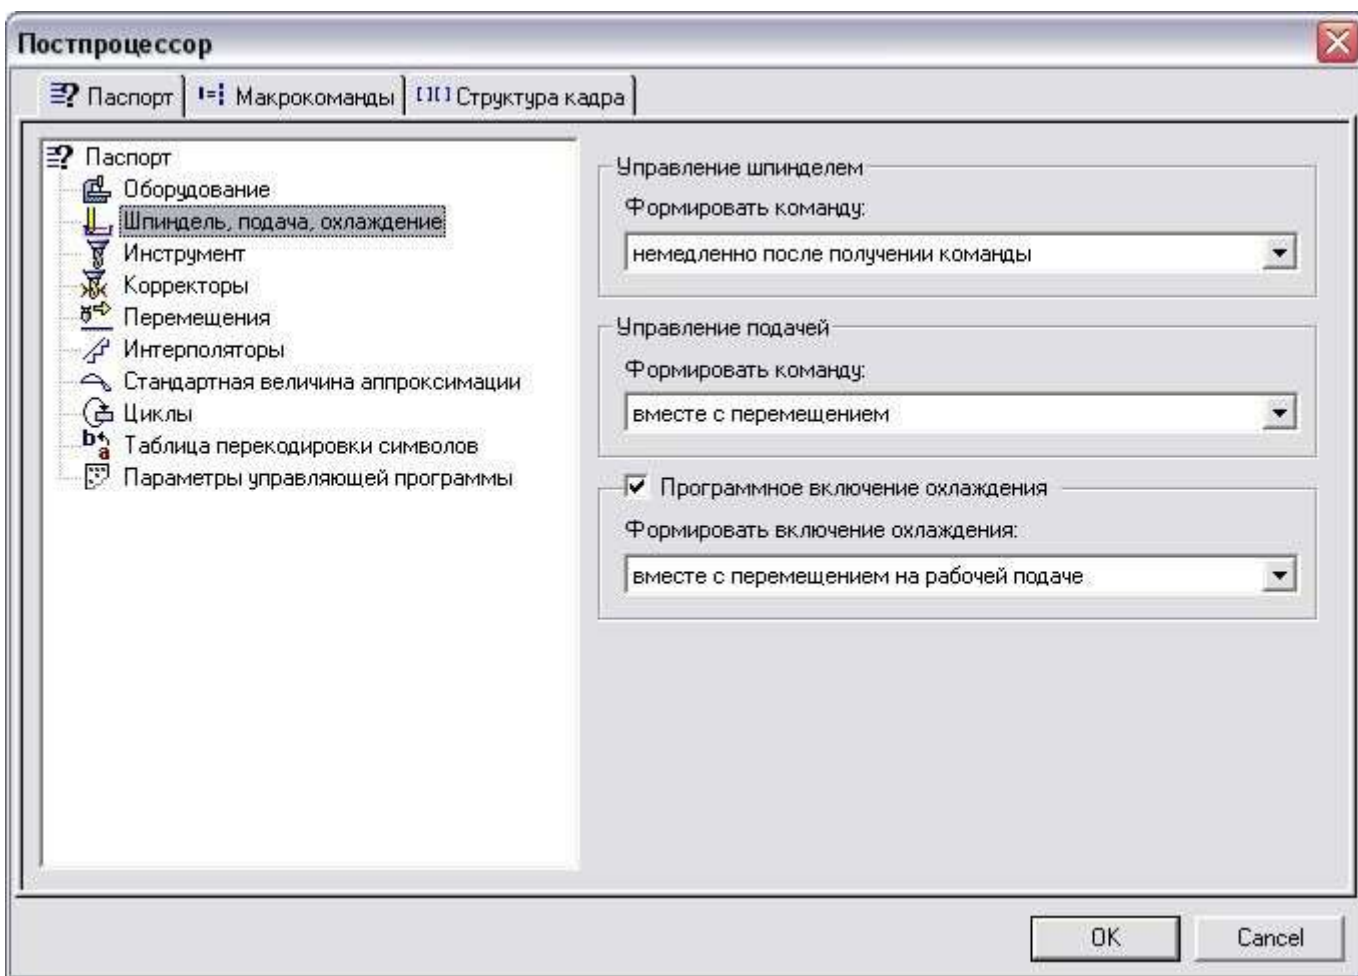 Постпроцессор
Паспорт Макрокоманды Структура кадра
Паспорт
Оборудование
Шпиндель, подача, охлаждение
Инструмент
Корректоры
Перемещения
Интерполяторы
Стандартная величина аппроксимации
Циклы
Таблица перекодировки символов
Параметры управляющей программы
Управление шпинделем
Формировать команду:
немедленно после получении команды
Управление подачей
Формировать команду:
вместе с перемещением
Программное включение охлаждения
Формировать включение охлаждения:
вместе с перемещением на рабочей подаче
OK Cancel